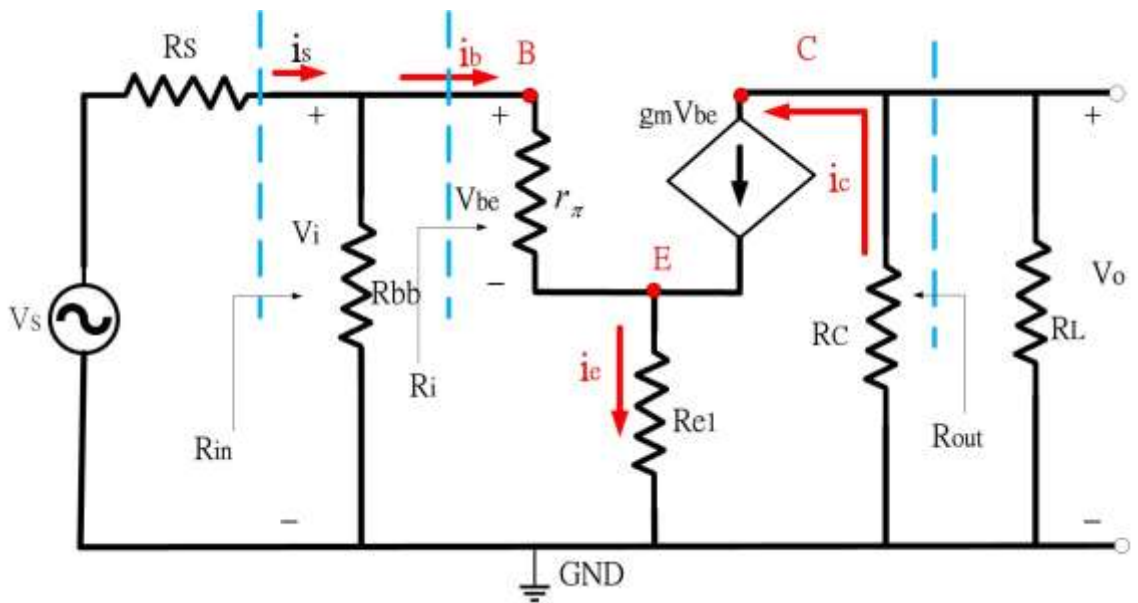 Rs
is
ib
B
C
+
+
gmVbe
+
Vbe
rπ
ic
Vi
E
−
Vs
Rbb
RC
RL
Vo
Ri
ie
Re1
Rin
Rout
−
−
GND